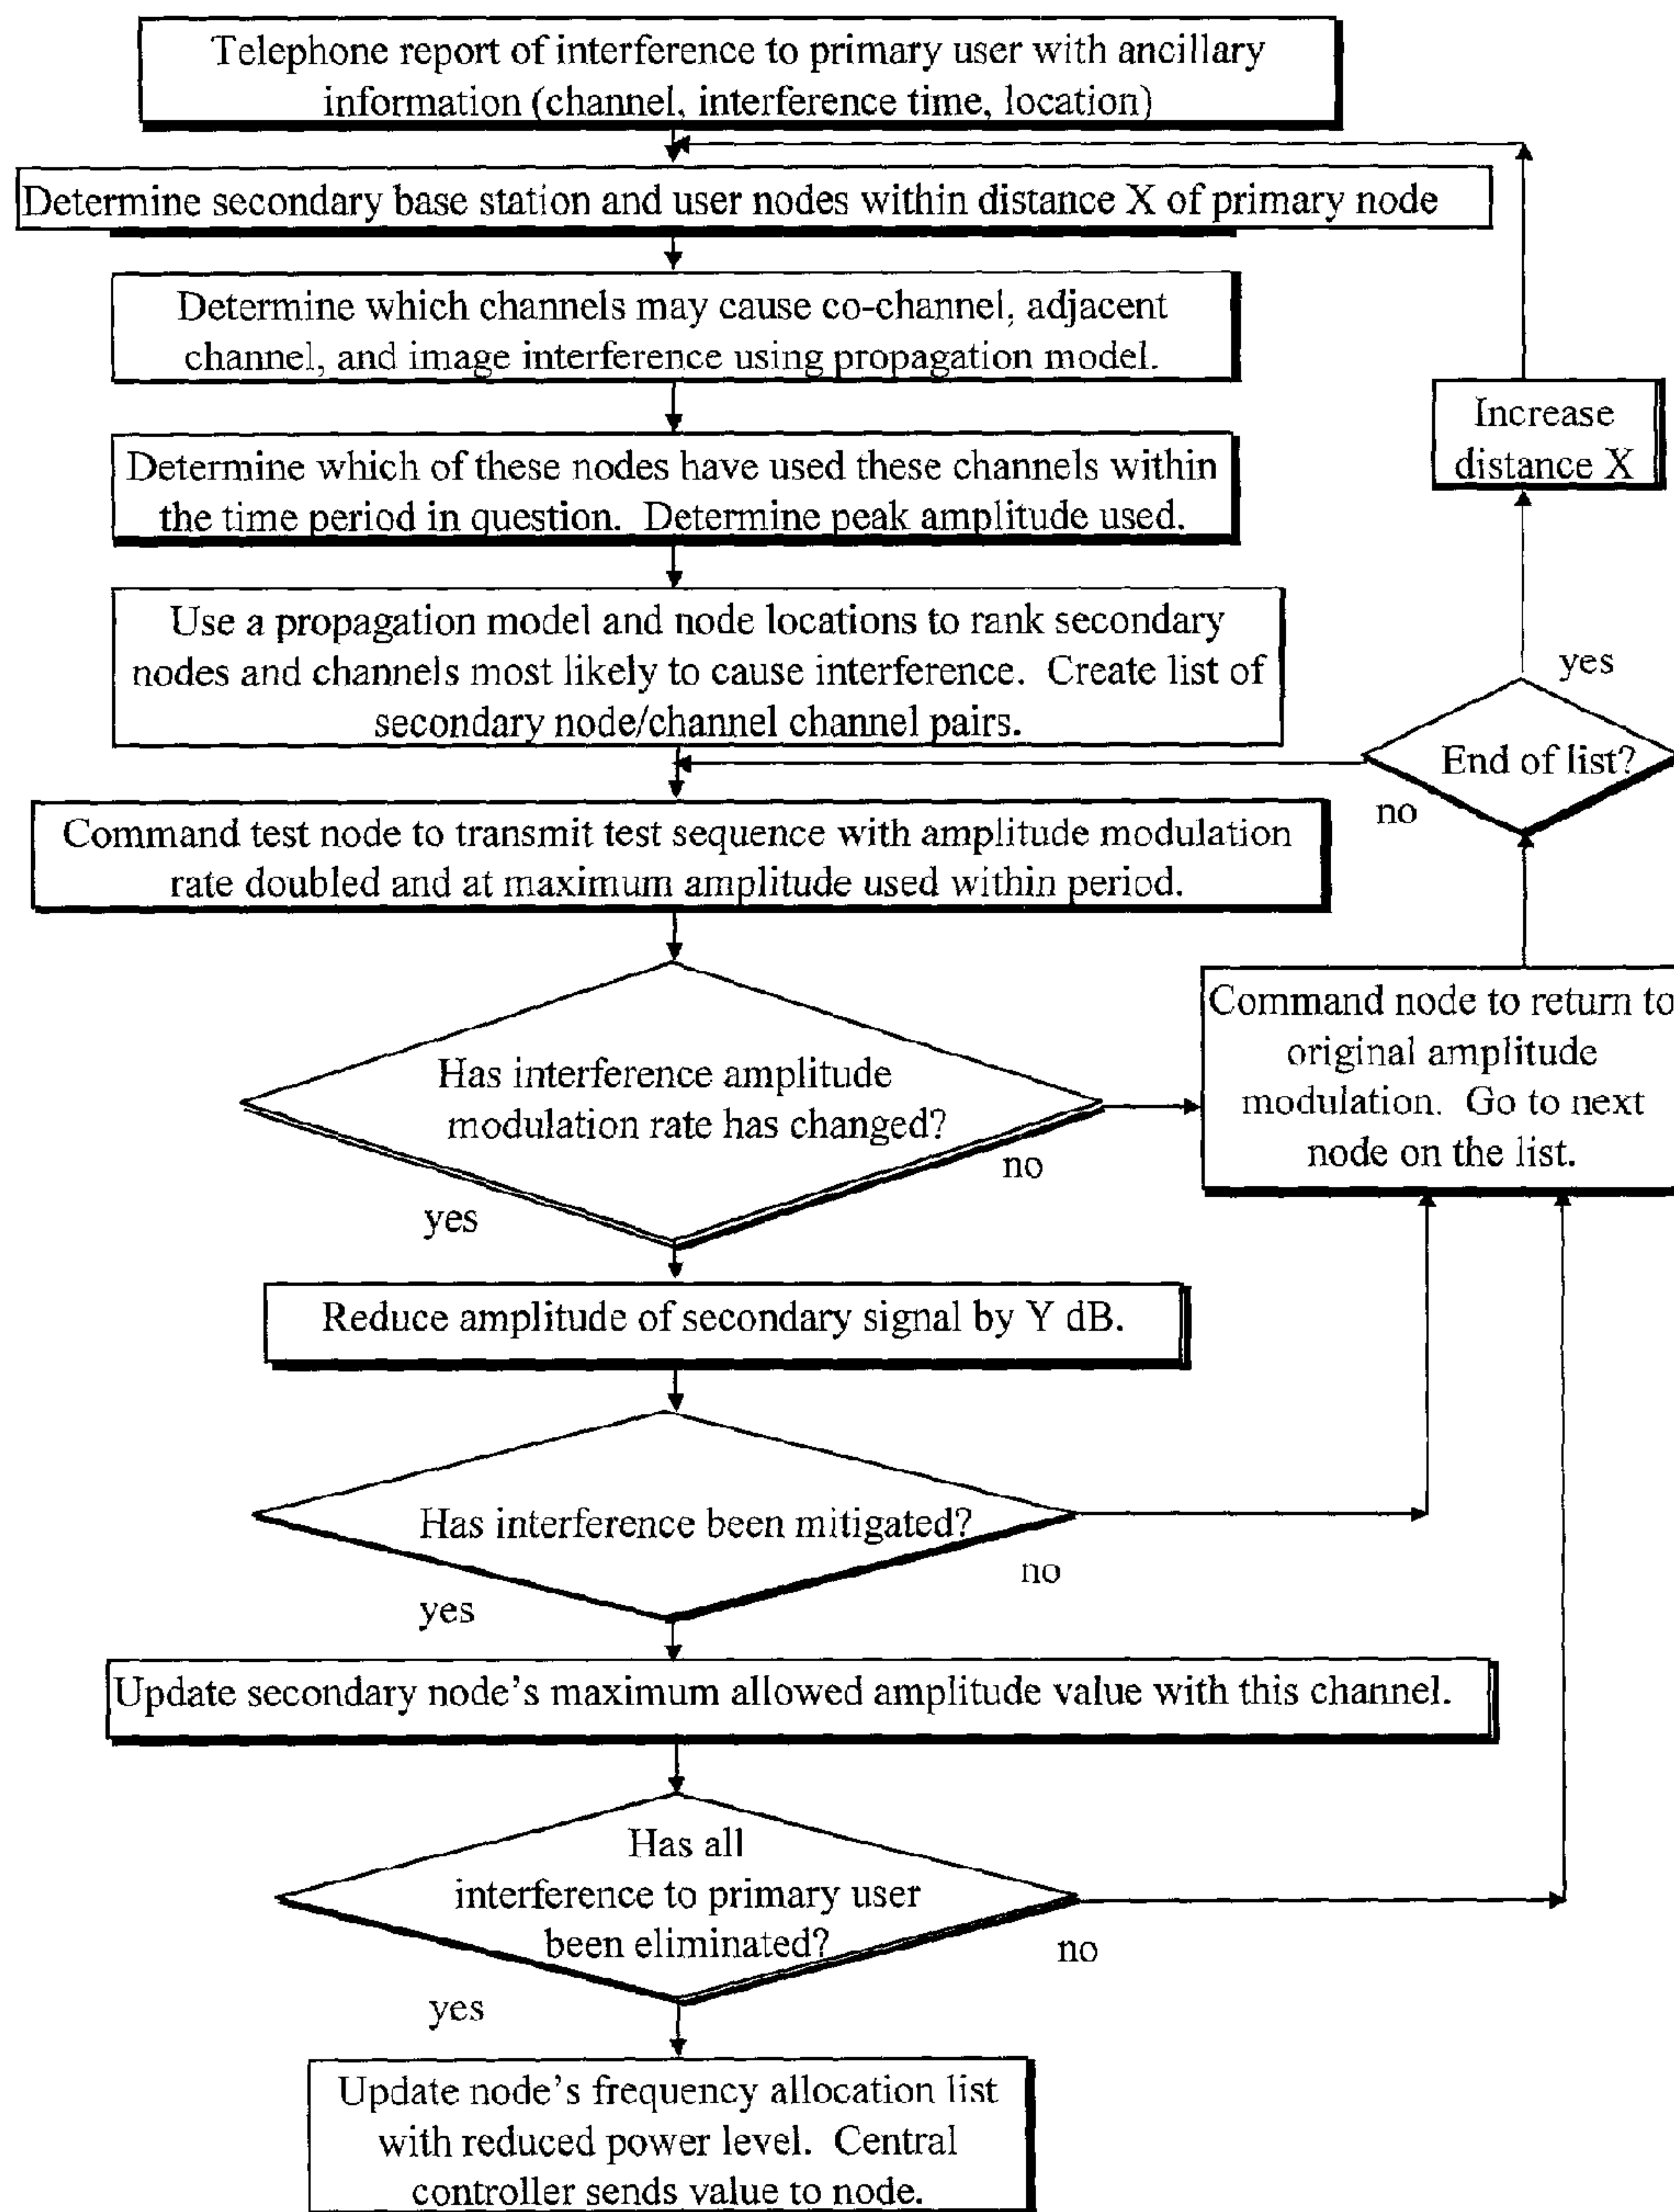 Telephone report of interference to primary user with ancillary
information (channel, interference time, location)
Determine secondary base station and user nodes within distance X of primary node
Determine which channels may cause co-channel, adjacent
channel, and image interference using propagation model.
Increase
distance X
Determine which of these nodes have used these channels within
the time period in question. Determine peak amplitude used.
Use a propagation model and node locations to rank secondary
nodes and channels most likely to cause interference. Create list of
secondary node/channel channel pairs.
yes
End of list?
no
Command test node to transmit test sequence with amplitude modulation
rate doubled and at maximum amplitude used within period.
Command node to return to
original amplitude
modulation. Go to next
node on the list.
Has interference amplitude
modulation rate has changed?
no
yes
Reduce amplitude of secondary signal by Y dB.
Has interference been mitigated?
no
yes
Update secondary node's maximum allowed amplitude value with this channel.
Has all
interference to primary user
been eliminated?
no
yes
Update node's frequency allocation list
with reduced power level. Central
controller sends value to node.